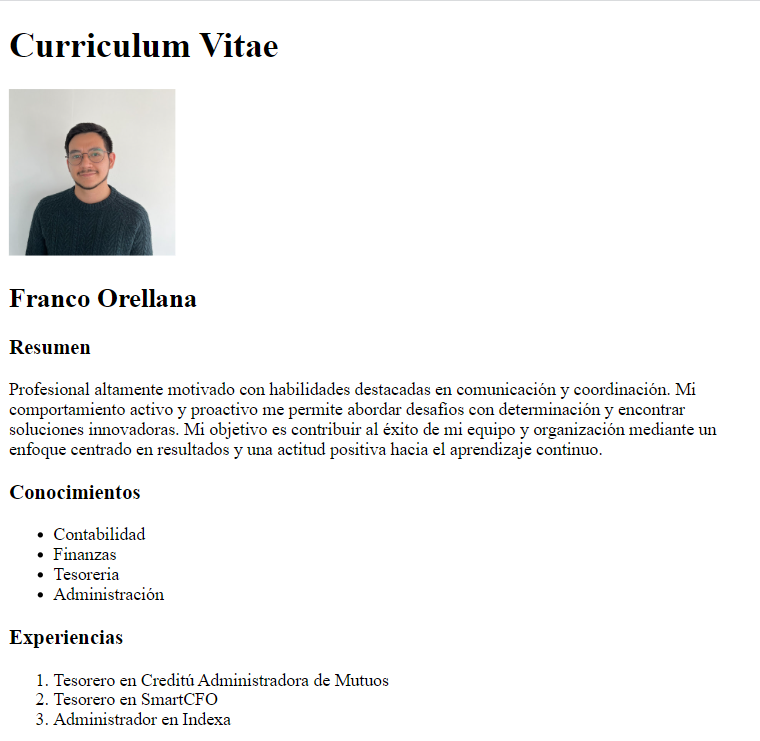 Curriculum Vitae
Franco Orellana
Resumen
Profesional altamente motivado con habilidades destacadas en comunicación y coordinación. Mi
comportamiento activo y proactivo me permite abordar desafíos con determinación y encontrar
soluciones innovadoras. Mi objetivo es contribuir al éxito de mi equipo y organización mediante un
enfoque centrado en resultados y una actitud positiva hacia el aprendizaje continuo.
Conocimientos
• Contabilidad
• Finanzas
• Tesoreria
• Administración
Experiencias
1. Tesorero en Creditú Administradora de Mutuos
2. Tesorero en SmartCFO
3. Administrador en Indexa